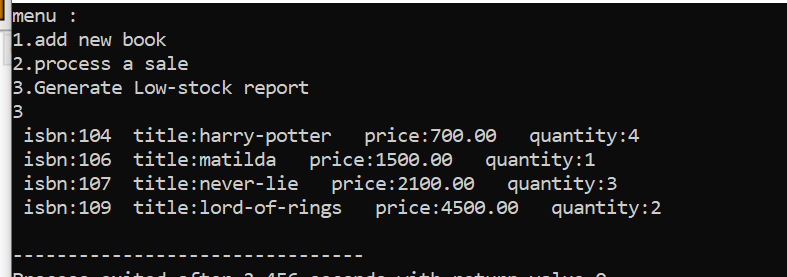 menu :
1.add new book
2.process a sale
3.Generate Low-stock report
3
isbn:104  title:harry-potter   price:700.00   quantity:4
isbn:106  title:matilda   price:1500.00   quantity:1
isbn:107  title:never-lie   price:2100.00   quantity:3
isbn:109  title:lord-of-rings   price:4500.00   quantity:2
--------------------------------
Process exited after 3.456 seconds with return value 0